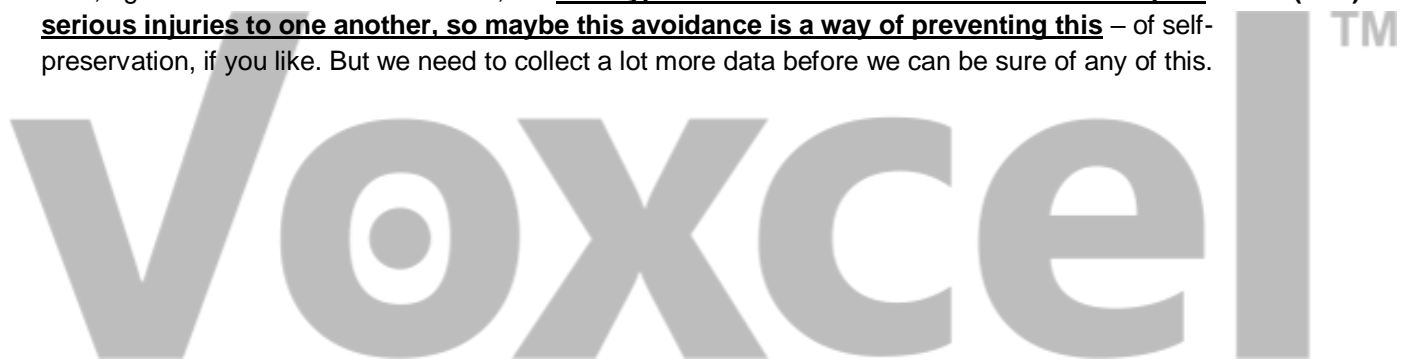 serious injuries to one another, so maybe this avoidance is a way of preventing this – of self-
preservation, if you like. But we need to collect a lot more data before we can be sure of any of this.
Voxcel TM